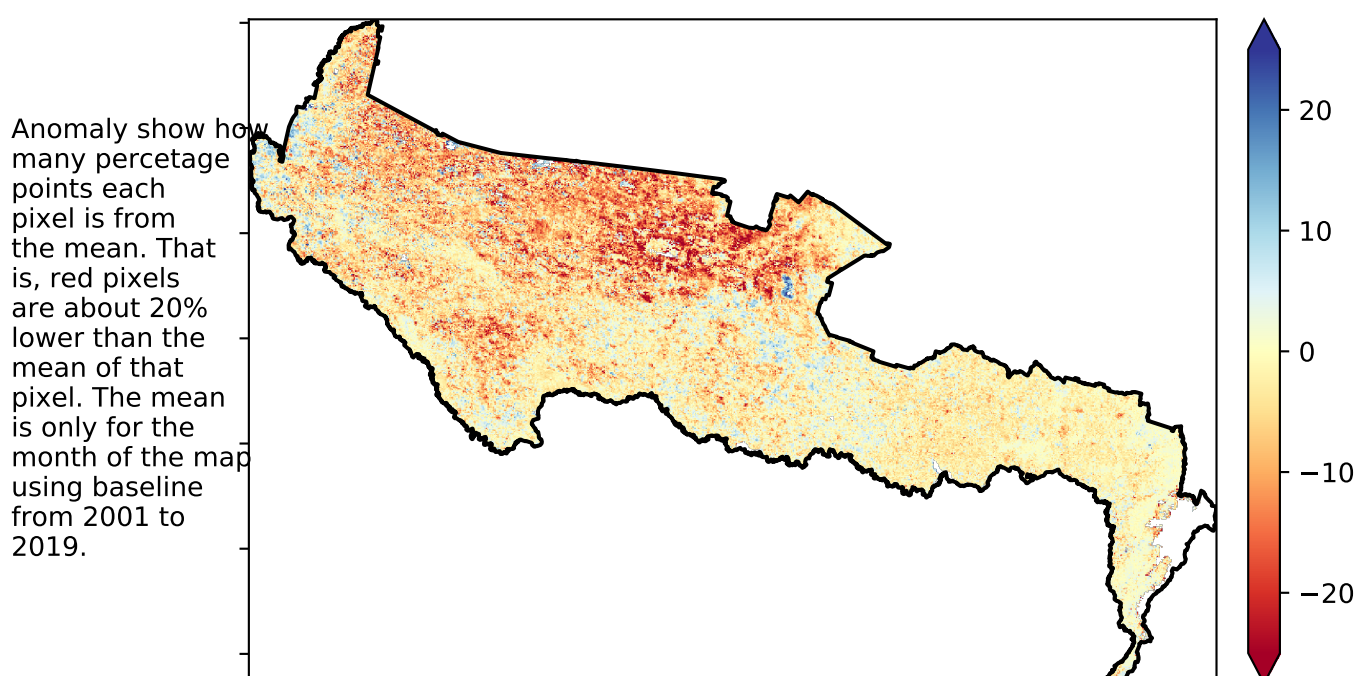 Anomaly show how
many percetage
points each
pixel is from
the mean. That
is, red pixels
are about 20%
lower than the
mean of that
pixel. The mean
is only for the
month of the map
using baseline
from 2001 to
2019.
20
10
0
−10
−20